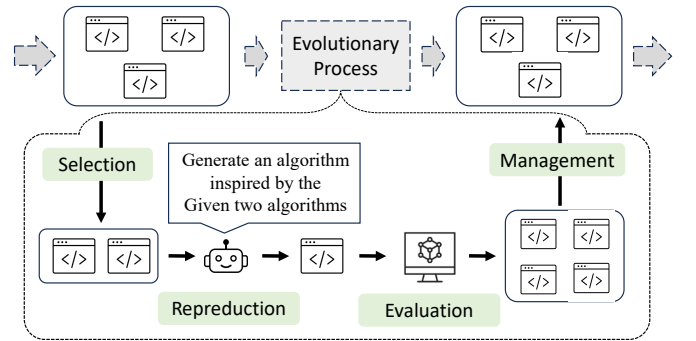 </>
</>
</>
Evolutionary
Process
</>
</>
</>
Selection
Generate an algorithm
inspired by the
Given two algorithms
Management
</>
</>
</>
</>
</>
</>
</>
Repreduction
Evaluation